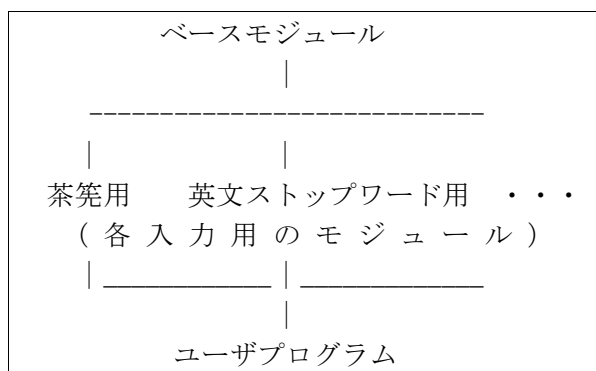 ベースモジュール
茶筅用 英文ストップワード用 ・・・
(各入力用のモジュール)
ユーザプログラム